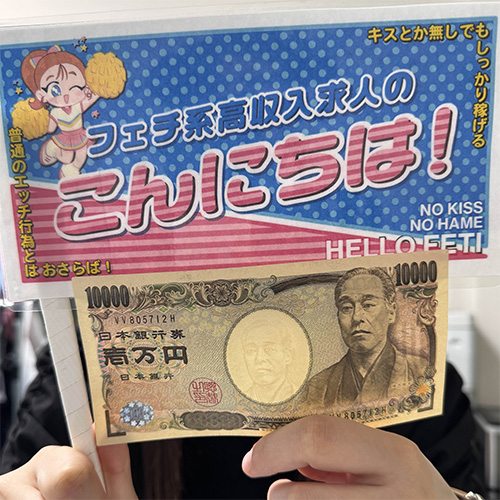 キスとか無しでも
しっかり稼げる
フェチ系高収入求人の
こんにちは！
普通のエッチ行為とは
おさらば！
NO KISS
NO HAME
HELLO FETI
10000
10000
VV805712H
日本銀行券
壱万円
日本銀行
VV805712H